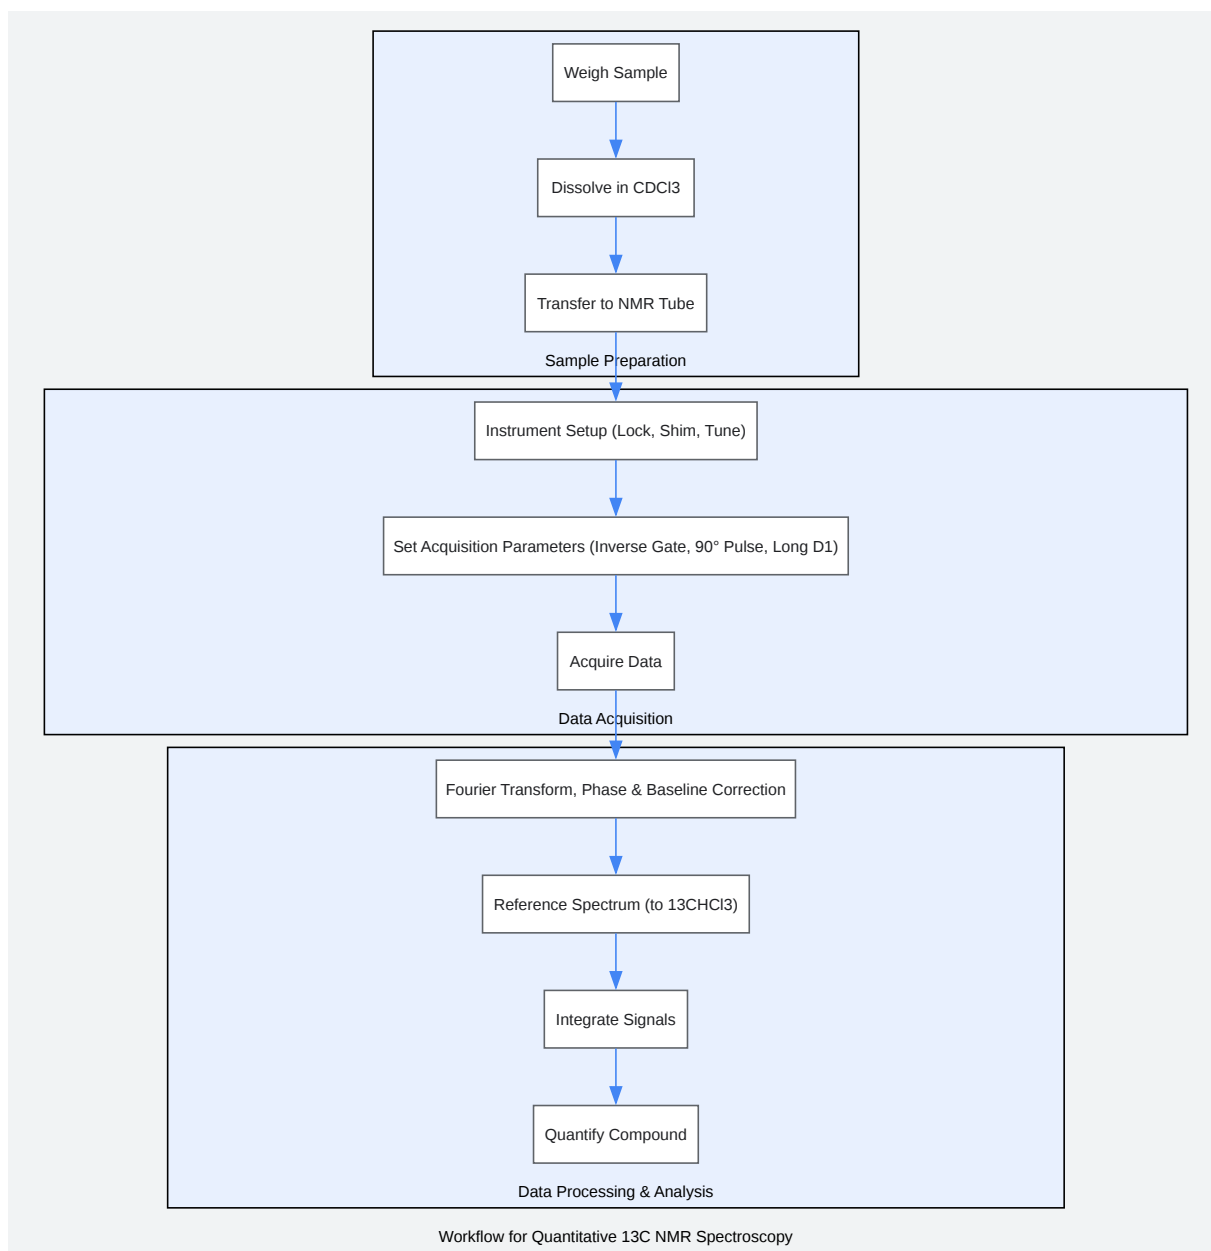 Weigh Sample
Dissolve in CDCl3
Transfer to NMR Tube
Sample Preparation
Instrument Setup (Lock, Shim, Tune)
Set Acquisition Parameters (Inverse Gate, 90° Pulse, Long D1)
Acquire Data
Data Acquisition
Fourier Transform, Phase & Baseline Correction
Reference Spectrum (to 13CHCl3)
Integrate Signals
Quantify Compound
Data Processing & Analysis
Workflow for Quantitative 13C NMR Spectroscopy